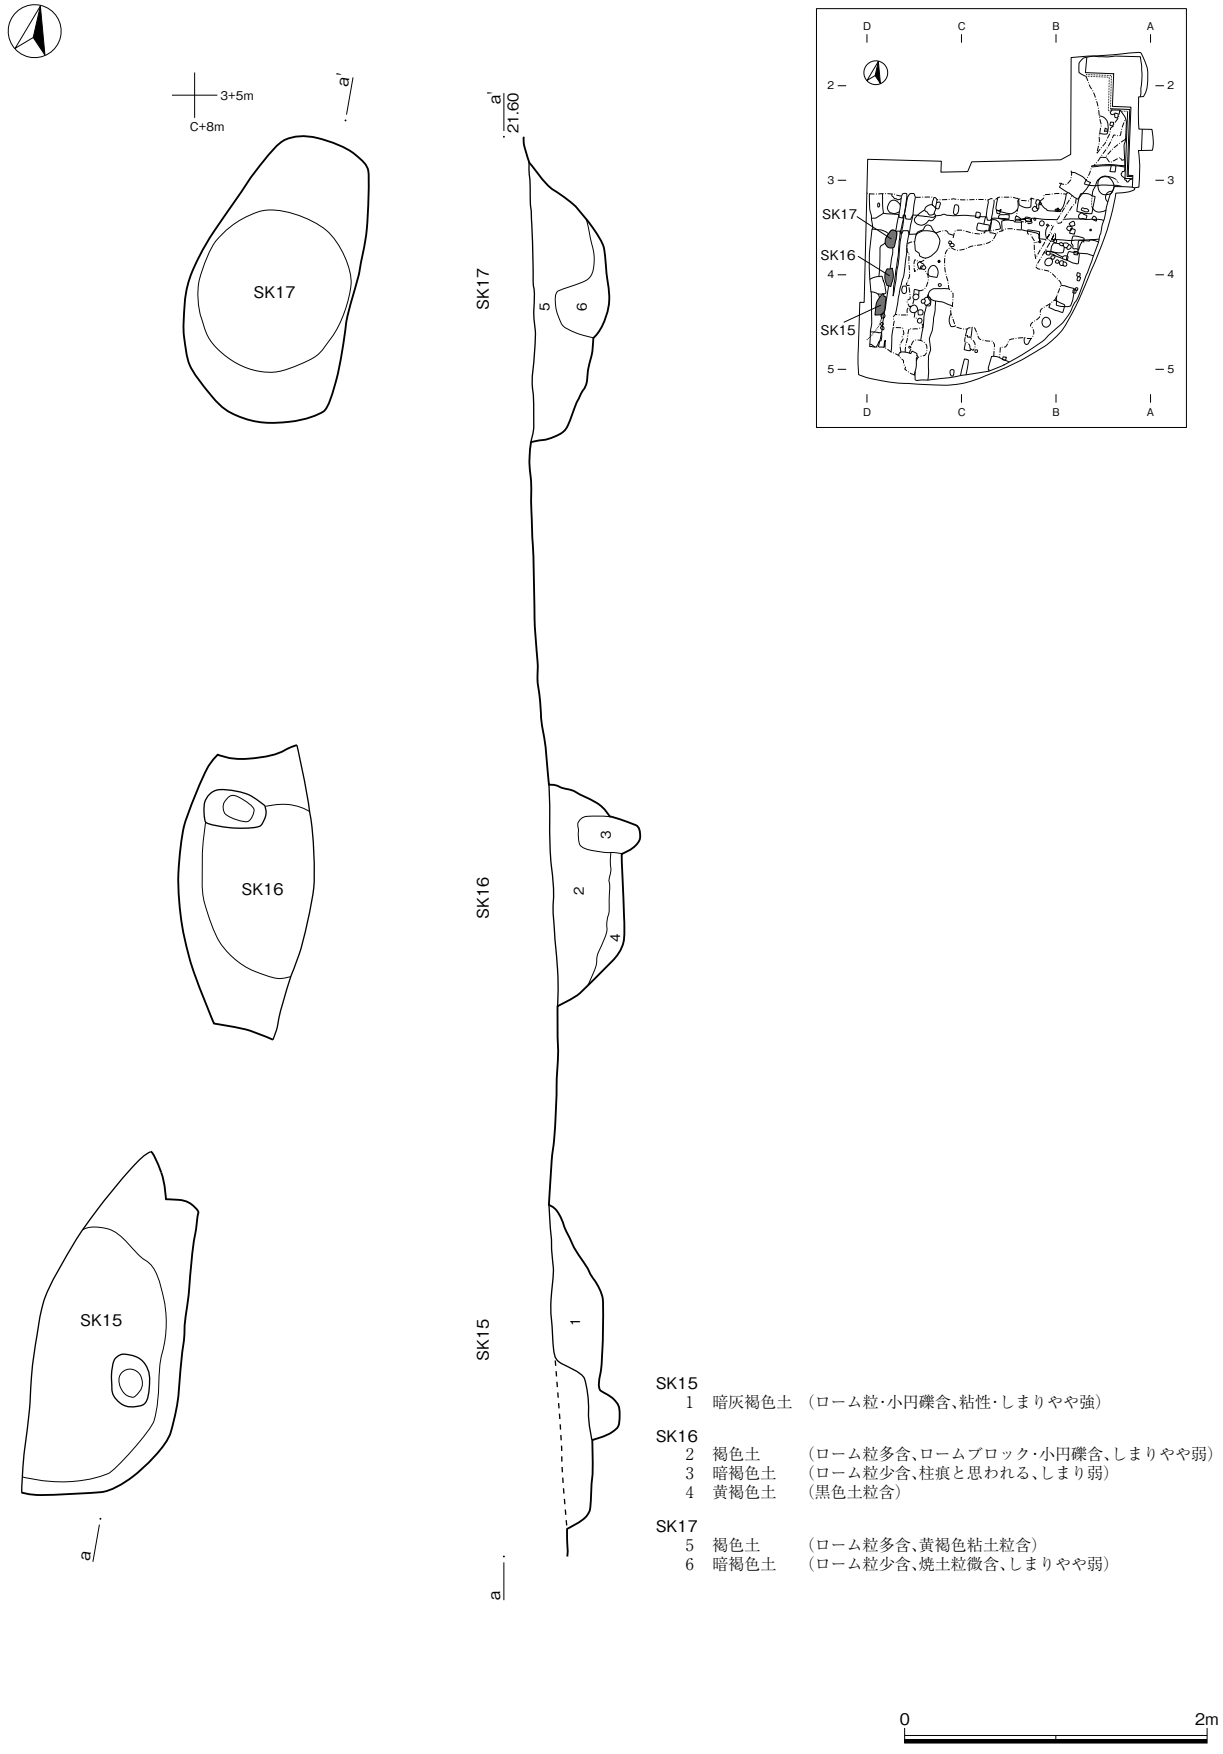 3+5m
C+8m
a'
a'
21.60
SK17
SK17
5
6
SK16
SK16
2
3
4
SK15
SK15
1
a
a
D C B A
2 2
3 3
SK17
SK16
4 4
SK15
5 5
D C B A
SK15
1 暗灰褐色土 (ローム粒・小円礫含、粘性・しまりやや強)
SK16
2 褐色土 (ローム粒多含、ロームブロック・小円礫含、しまりやや弱)
3 暗褐色土 (ローム粒少含、柱痕と思われる、しまり弱)
4 黄褐色土 (黒色土粒含)
SK17
5 褐色土 (ローム粒多含、黄褐色粘土粒含)
6 暗褐色土 (ローム粒少含、焼土粒微含、しまりやや弱)
0 2m